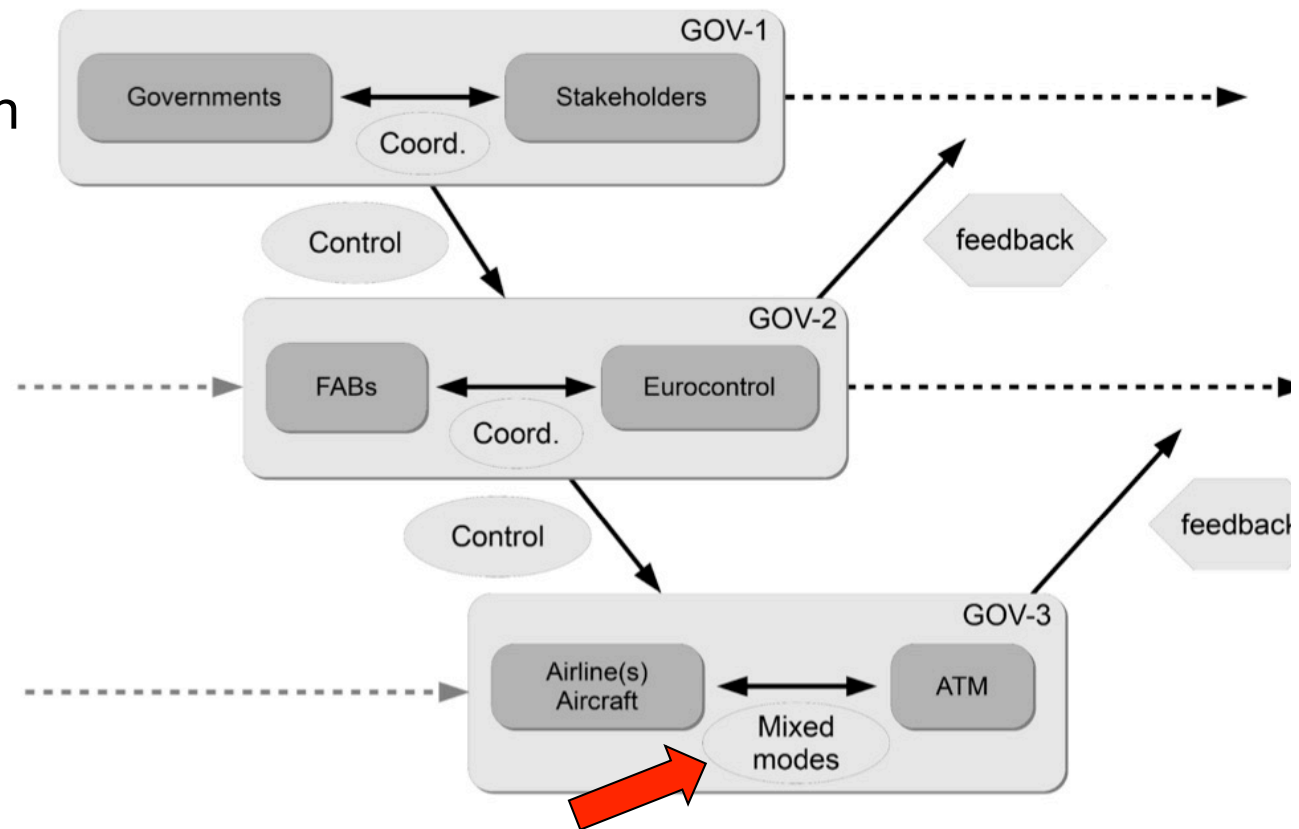 GOV-1
Governments
Stakeholders
Coord.
Control
feedback
GOV-2
FABs
Eurocontrol
Coord.
Control
feedback
GOV-3
Airline(s)
Aircraft
ATM
Mixed
modes